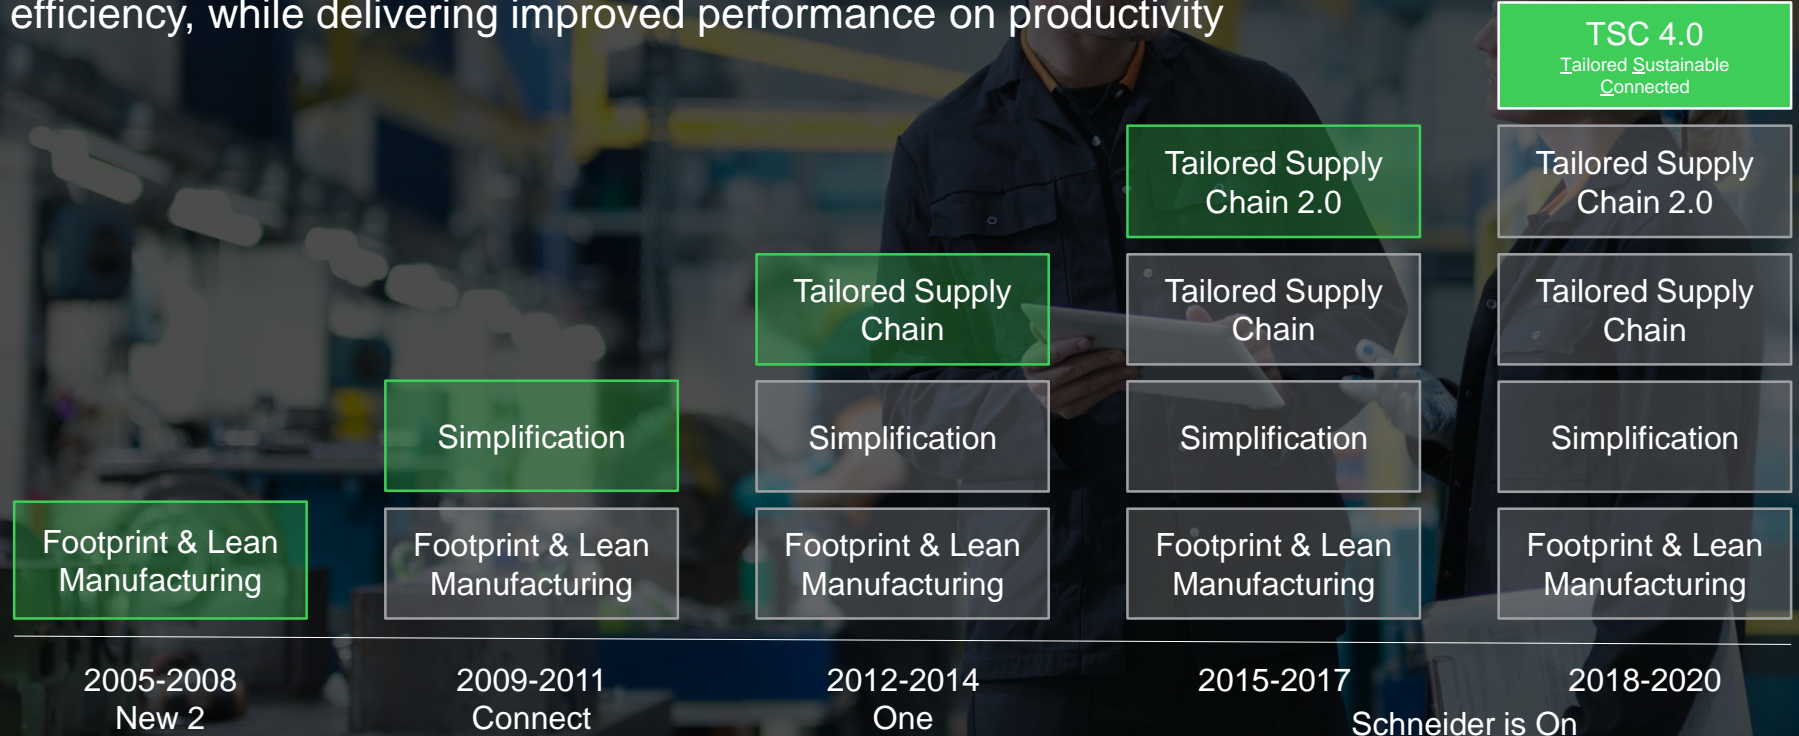 efficiency, while delivering improved performance on productivity
TSC 4.0
Tailored Sustainable
Connected
Tailored Supply
Chain 2.0
Tailored Supply
Chain 2.0
Tailored Supply
Chain
Tailored Supply
Chain
Tailored Supply
Chain
Simplification
Simplification
Simplification
Simplification
Footprint & Lean
Manufacturing
Footprint & Lean
Manufacturing
Footprint & Lean
Manufacturing
Footprint & Lean
Manufacturing
Footprint & Lean
Manufacturing
2005-2008
New 2
2009-2011
Connect
2012-2014
One
2015-2017
2018-2020
Schneider is On